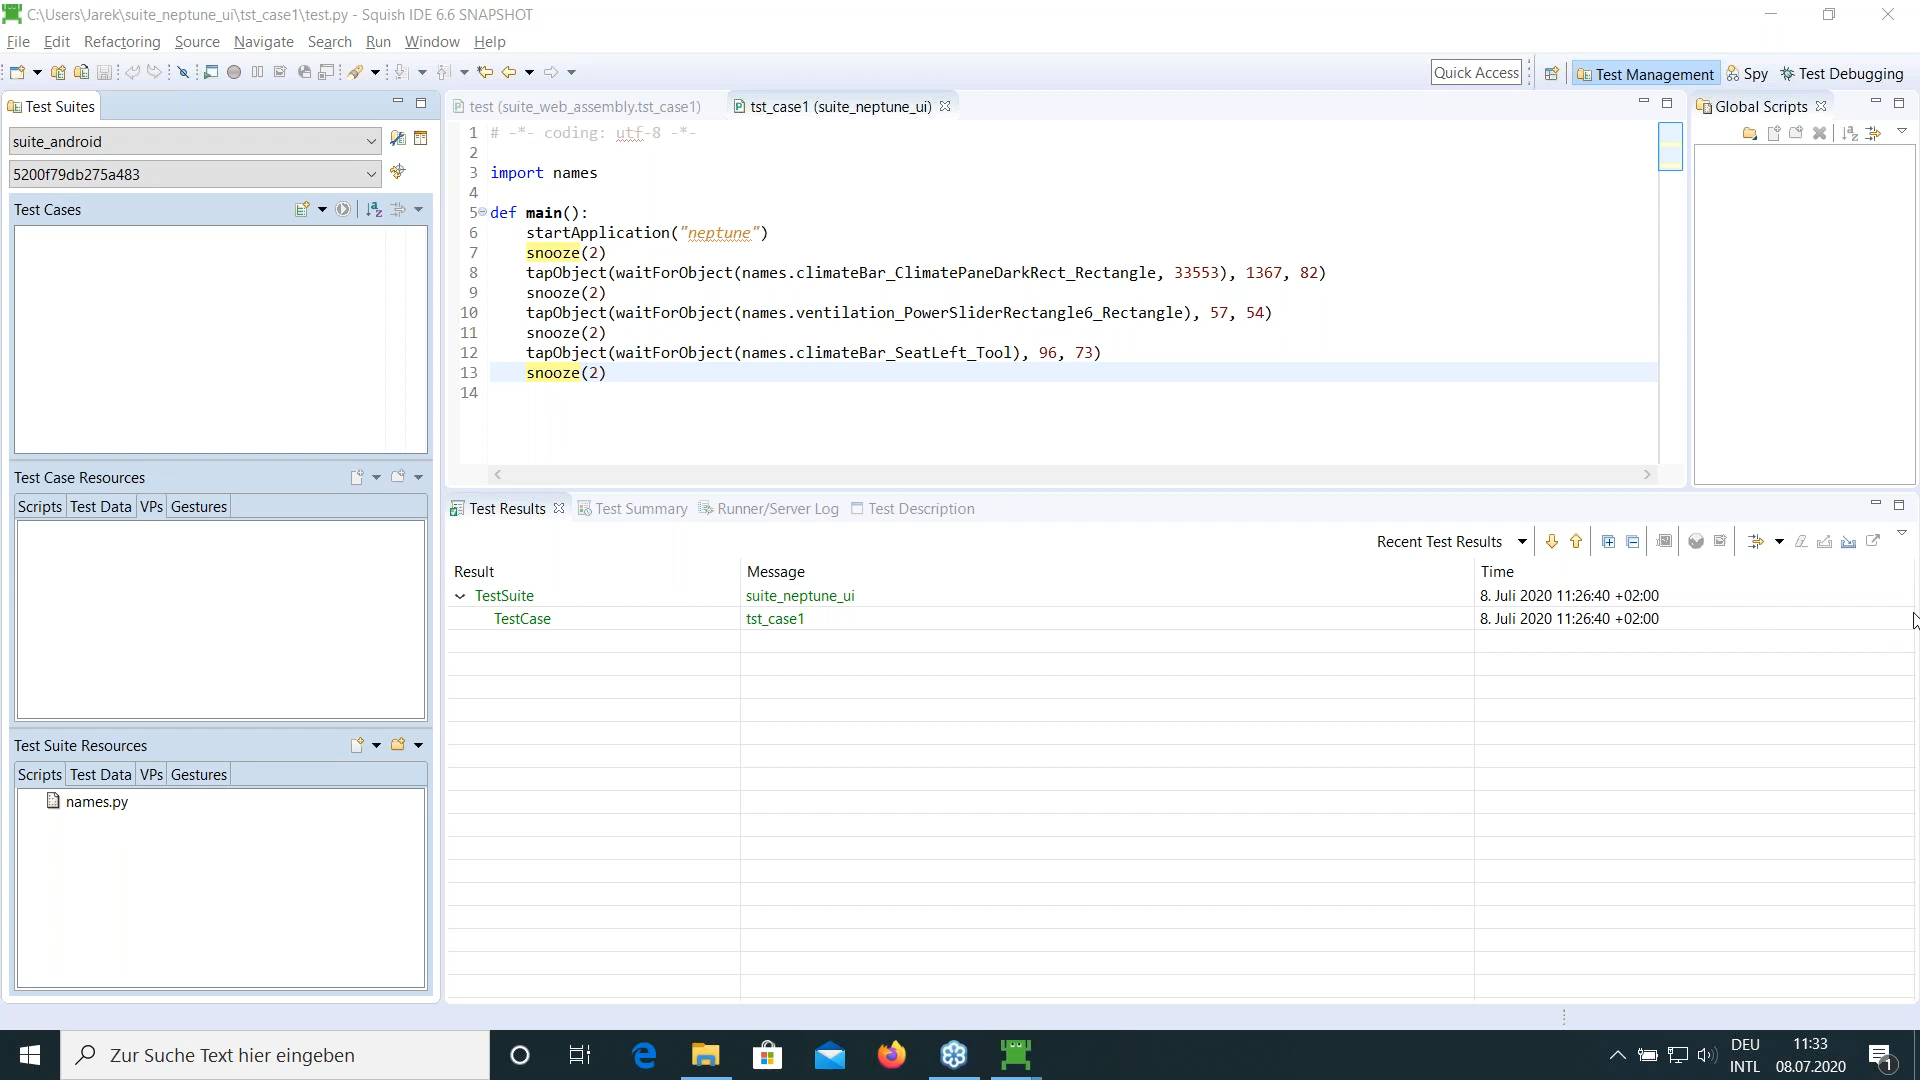 C:\Users\Jarek\suite_neptune_ui\tst_case1\test.py - Squish IDE 6.6 SNAPSHOT
File Edit Refactoring Source Navigate Search Run Window Help
Quick Access Test Management Spy Test Debugging
Test Suites
suite_android
5200f79db275a483
Test Cases
Test Case Resources
Scripts Test Data VPs Gestures
Test Suite Resources
Scripts Test Data VPs Gestures
names.py
test (suite_web_assembly.tst_case1) tst_case1 (suite_neptune_ui)
1 # -*- coding: utf-8 -*-
2
3 import names
4
5 def main():
6 startApplication("neptune")
7 snooze(2)
8 tapObject(waitForObject(names.climateBar_ClimatePaneDarkRect_Rectangle, 33553), 1367, 82)
9 snooze(2)
10 tapObject(waitForObject(names.ventilation_PowerSliderRectangle6_Rectangle), 57, 54)
11 snooze(2)
12 tapObject(waitForObject(names.climateBar_SeatLeft_Tool), 96, 73)
13 snooze(2)
14
Global Scripts
Test Results Test Summary Runner/Server Log Test Description
Recent Test Results
Result Message Time
TestSuite suite_neptune_ui 8. Juli 2020 11:26:40 +02:00
TestCase tst_case1 8. Juli 2020 11:26:40 +02:00
Zur Suche Text hier eingeben
DEU
INTL
11:33
08.07.2020
1